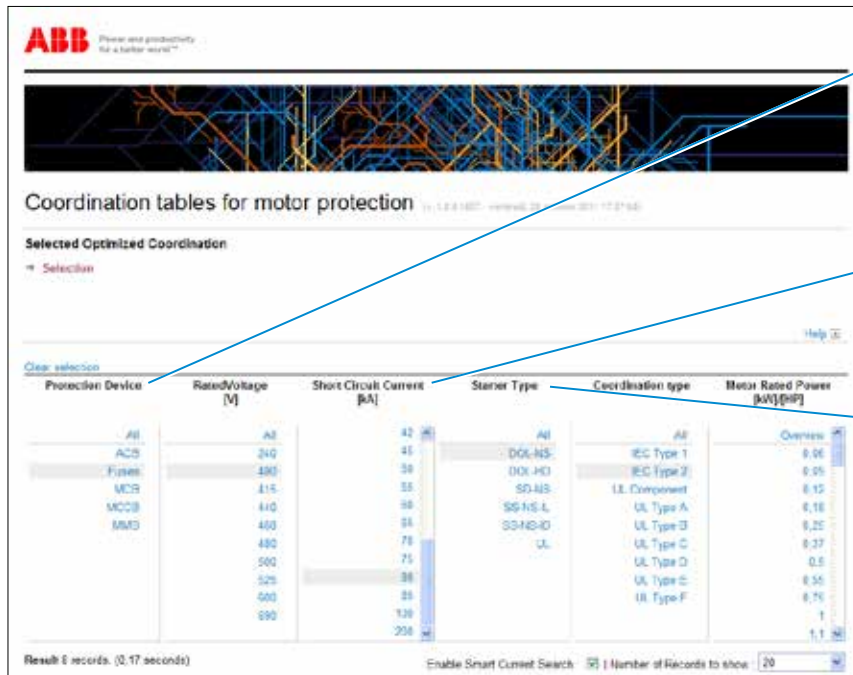 ABB
Power and productivity
for a better world™
Coordination tables for motor protection
Selected Optimized Coordination
Selection
Help
Clear selection
Protection Device RatedVoltage [V] Short Circuit Current [kA] Starter Type Coordination type Motor Rated Power [kW]/[HP]
All All 42 All All Overview
ACB 240 45 DOL-NS IEC Type 1 0,06
Fuses 400 50 DOL-HD IEC Type 2 0,09
MCB 415 55 SD-NS UL Component 0,12
MCCB 440 60 UL Type A 0,18
MMS 460 65 UL Type B 0,25
480 70 UL UL Type C 0,37
500 75 UL Type D 0,5
525 80 UL Type E 0,55
600 85 UL Type F 0,75
690 100 1
200 1,1
Result 8 records. (0,17 seconds)
Enable Smart Current Search | Number of Records to show 20